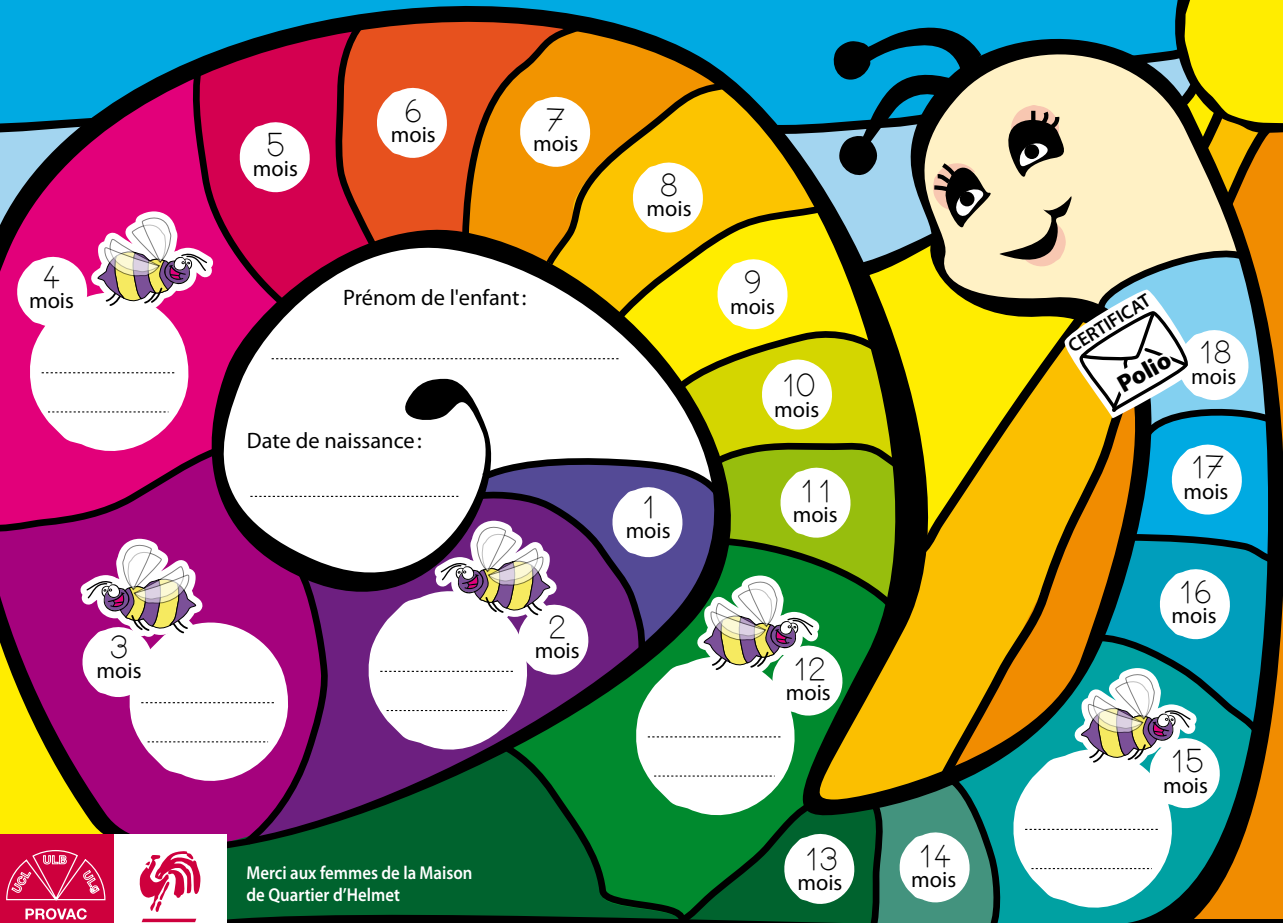 Prénom de l'enfant:
Date de naissance:
1
mois
2
mois
3
mois
4
mois
5
mois
6
mois
7
mois
8
mois
9
mois
10
mois
11
mois
12
mois
13
mois
14
mois
15
mois
16
mois
17
mois
18
mois
CERTIFICAT
Polio
UCL ULB ULG
PROVAC
Merci aux femmes de la Maison
de Quartier d'Helmet